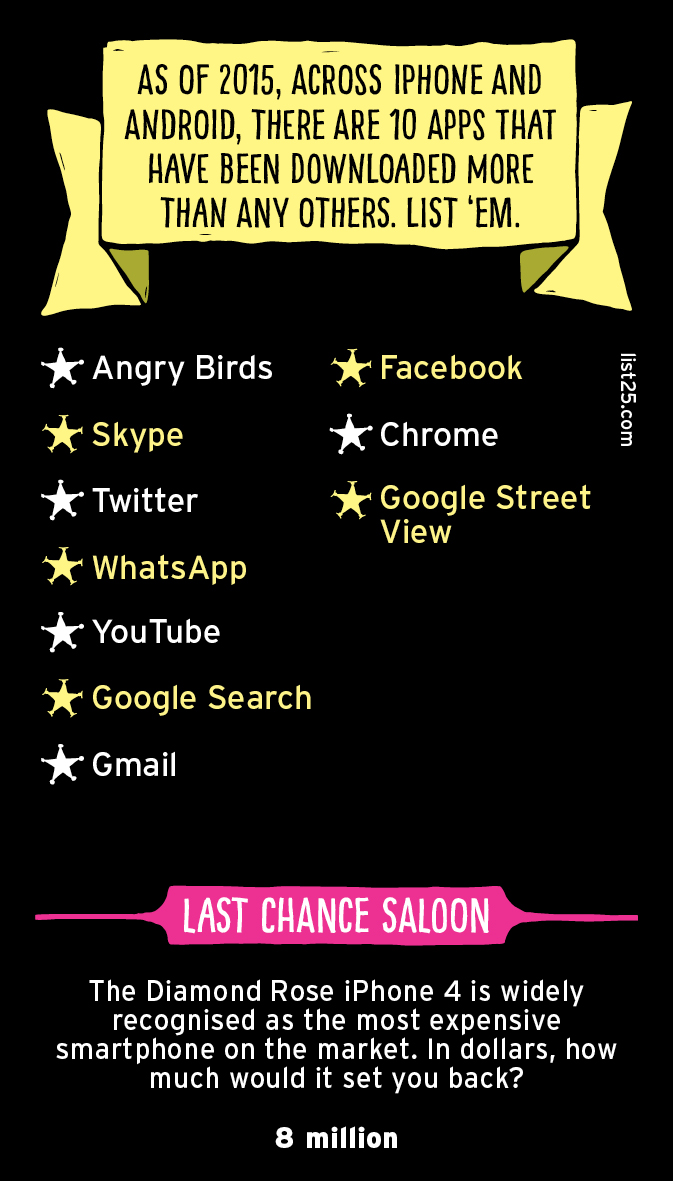 AS OF 2015, ACROSS IPHONE AND
ANDROID, THERE ARE 10 APPS THAT
HAVE BEEN DOWNLOADED MORE
THAN ANY OTHERS. LIST ‘EM.
Angry Birds
Skype
Twitter
WhatsApp
YouTube
Google Search
Gmail
Facebook
Chrome
Google Street
View
list25.com
LAST CHANCE SALOON
The Diamond Rose iPhone 4 is widely
recognised as the most expensive
smartphone on the market. In dollars, how
much would it set you back?
8 million